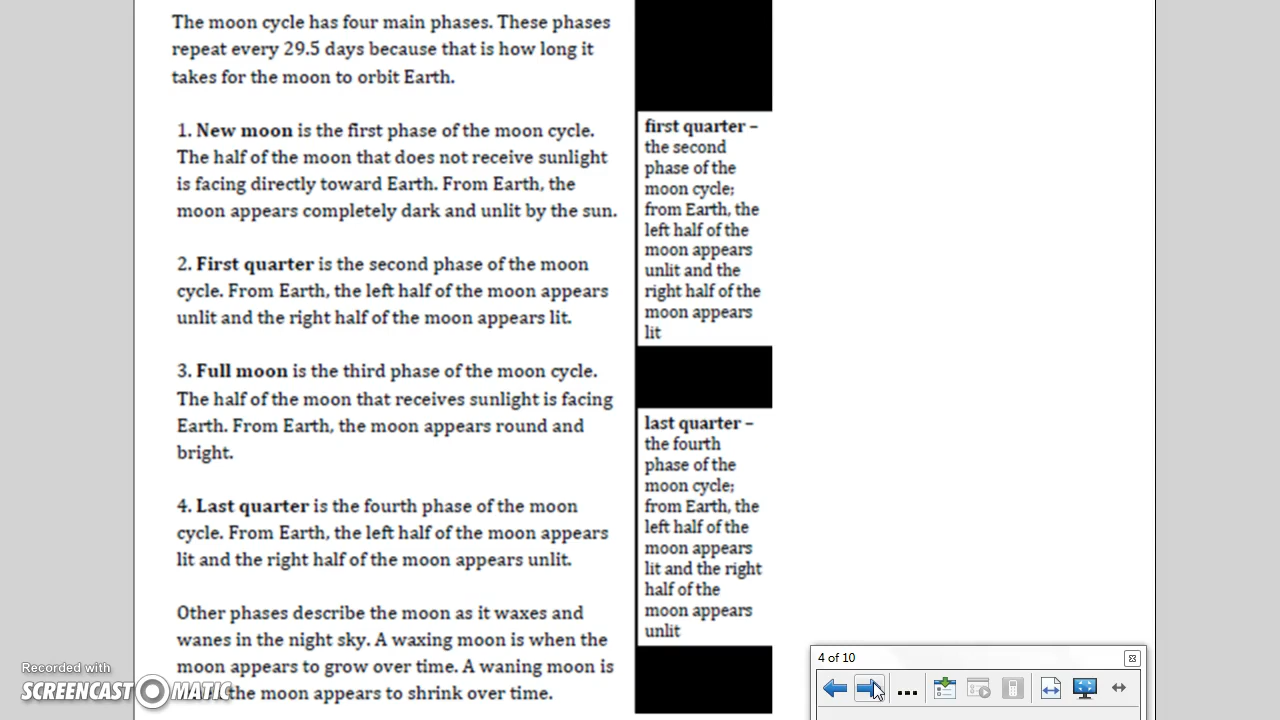 The moon cycle has four main phases. These phases
repeat every 29.5 days because that is how long it
takes for the moon to orbit Earth.
1. New moon is the first phase of the moon cycle.
The half of the moon that does not receive sunlight
is facing directly toward Earth. From Earth, the
moon appears completely dark and unlit by the sun.
2. First quarter is the second phase of the moon
cycle. From Earth, the left half of the moon appears
unlit and the right half of the moon appears lit.
3. Full moon is the third phase of the moon cycle.
The half of the moon that receives sunlight is facing
Earth. From Earth, the moon appears round and
bright.
4. Last quarter is the fourth phase of the moon
cycle. From Earth, the left half of the moon appears
lit and the right half of the moon appears unlit.
Other phases describe the moon as it waxes and
wanes in the night sky. A waxing moon is when the
moon appears to grow over time. A waning moon is
the moon appears to shrink over time.
first quarter –
the second
phase of the
moon cycle;
from Earth, the
left half of the
moon appears
unlit and the
right half of the
moon appears
lit
last quarter –
the fourth
phase of the
moon cycle;
from Earth, the
left half of the
moon appears
lit and the right
half of the
moon appears
unlit
4 of 10
Recorded with
SCREENCAST MATIC